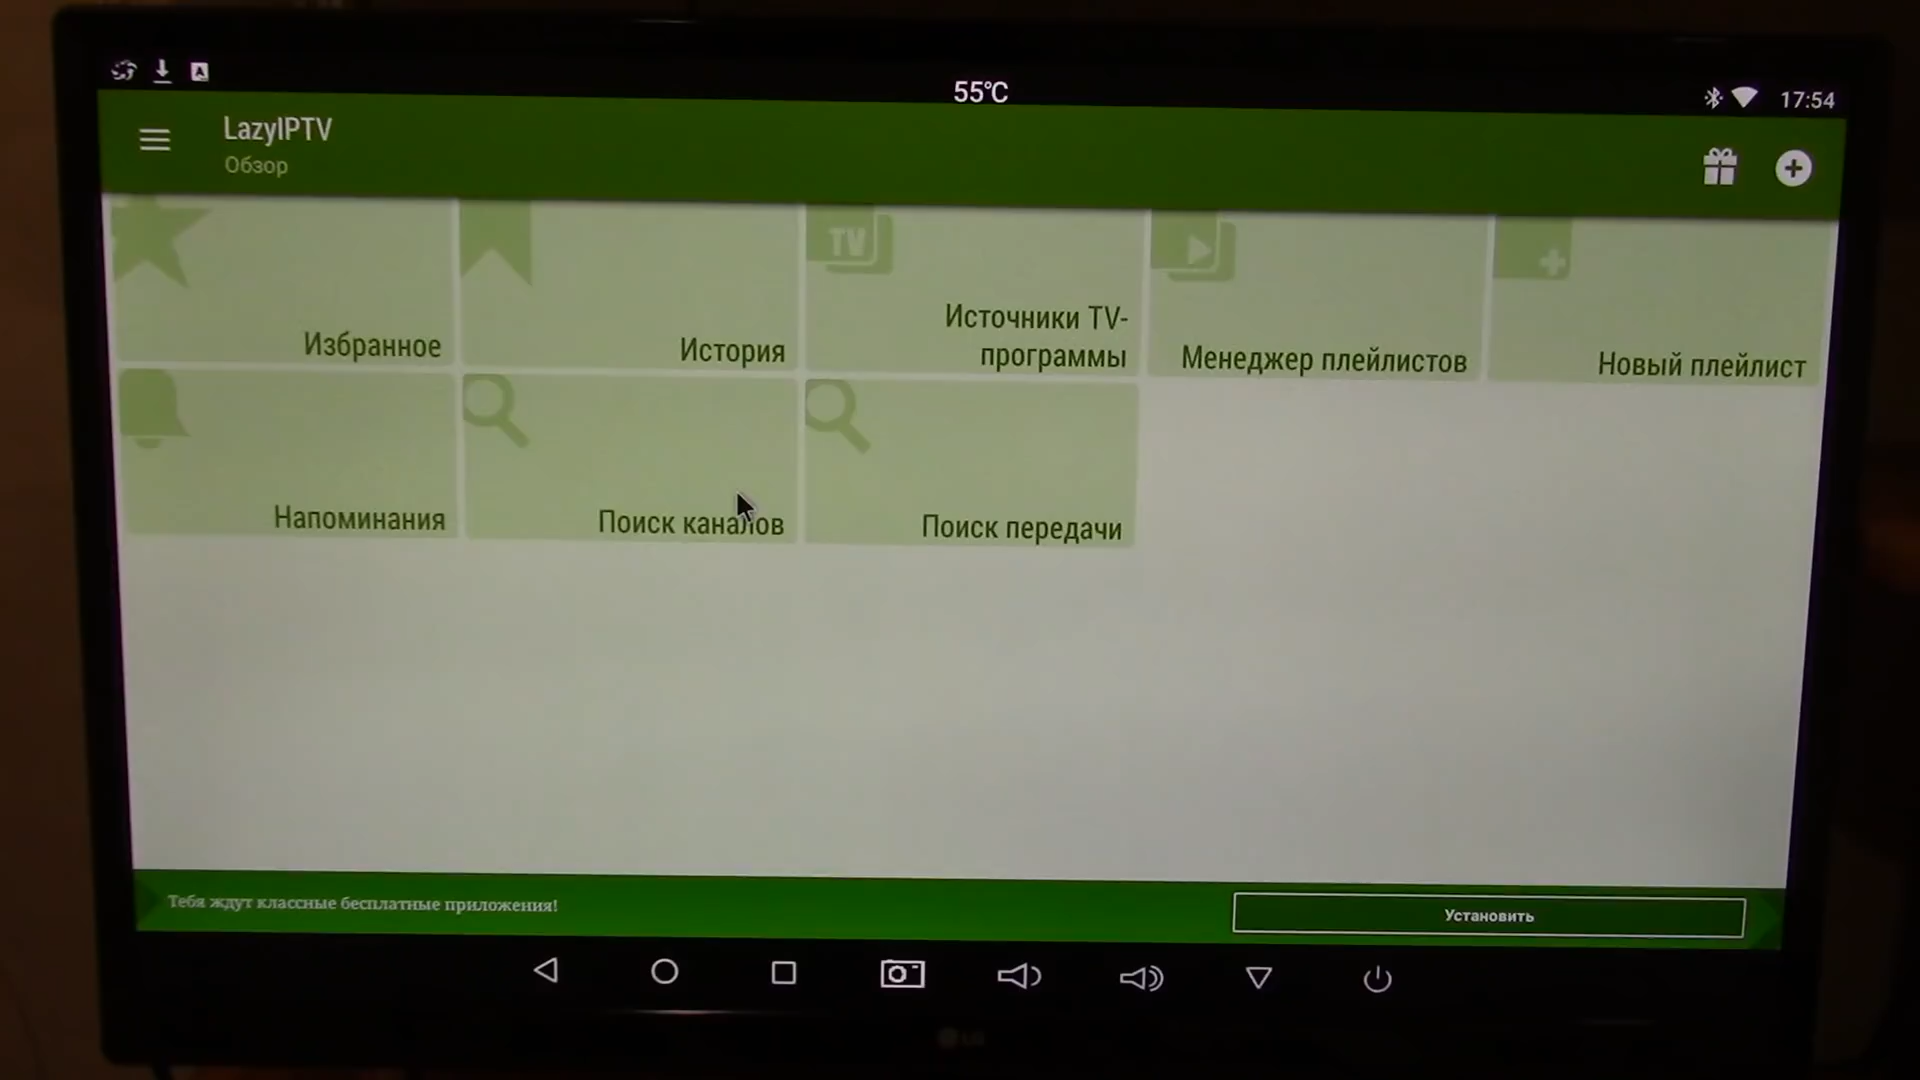 55°C
17:54
LazyIPTV
Обзор
TV
Избранное
История
Источники TV-
программы
Менеджер плейлистов
Новый плейлист
Напоминания
Поиск каналов
Поиск передачи
Тебя ждут классные бесплатные приложения!
Установить
LG